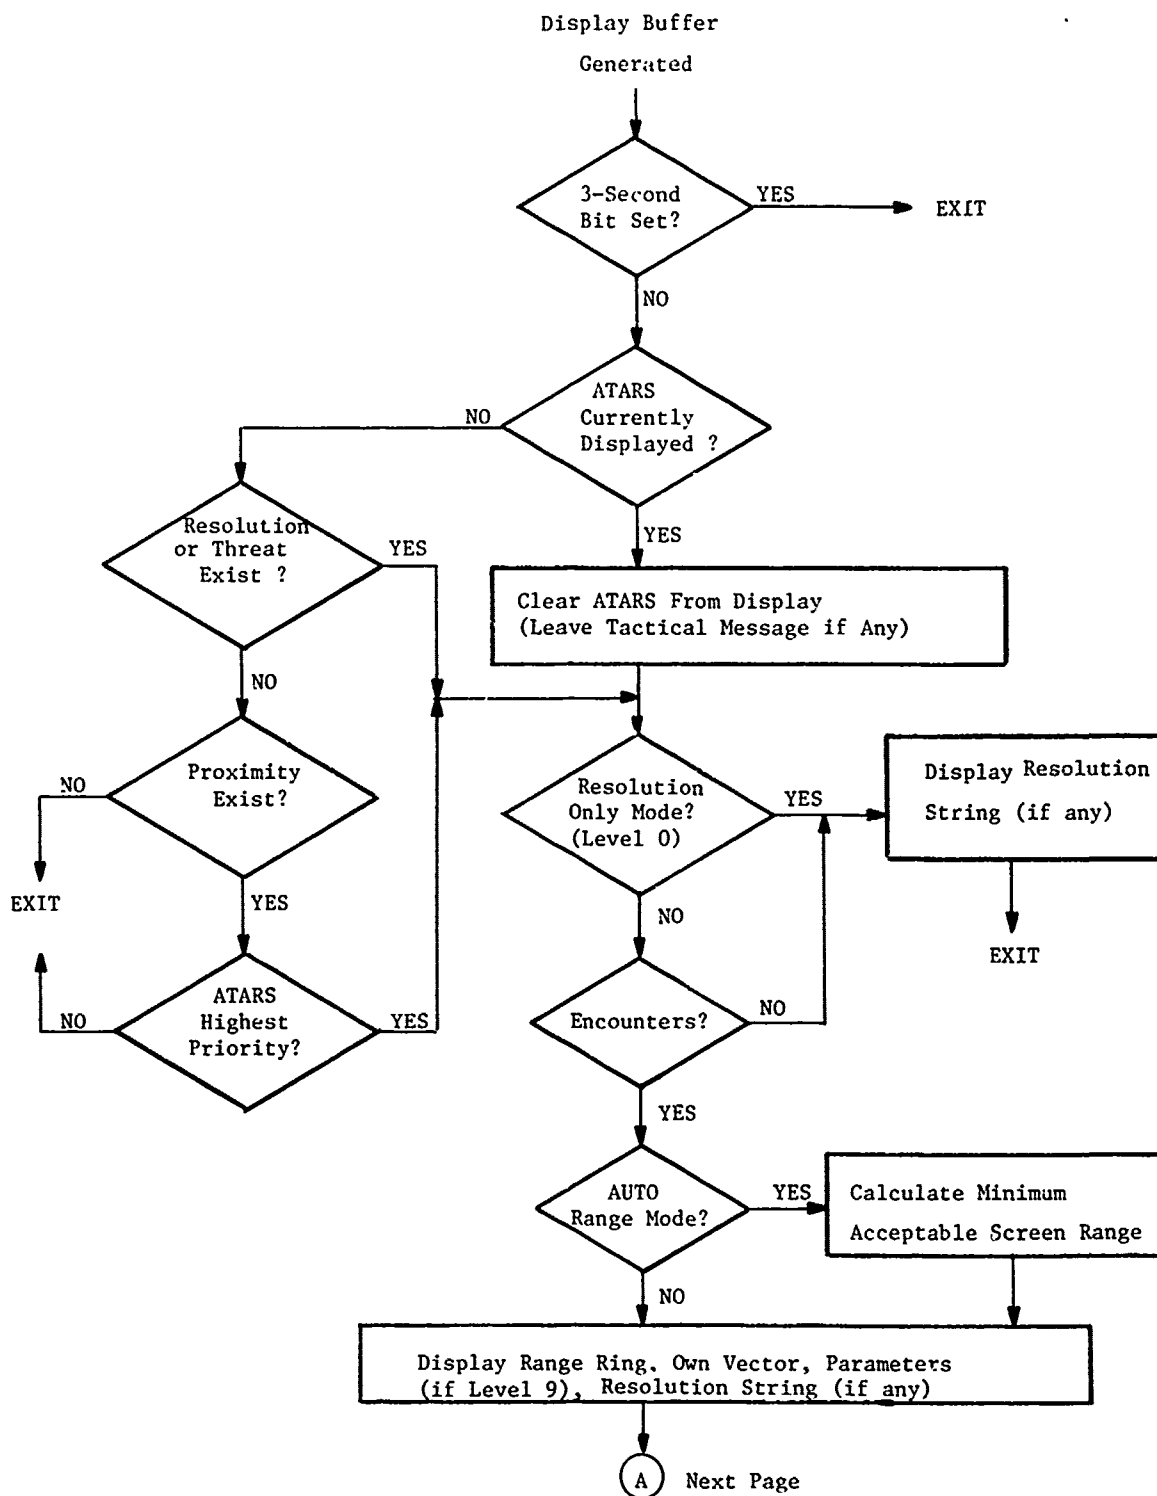 Display Buffer
Generated
3-Second
Bit Set?
YES
EXIT
NO
ATARS
Currently
Displayed ?
NO
YES
Resolution
or Threat
Exist ?
YES
NO
Clear ATARS From Display
(Leave Tactical Message if Any)
Proximity
Exist?
NO
EXIT
YES
ATARS
Highest
Priority?
NO
YES
Resolution
Only Mode?
(Level 0)
YES
Display Resolution
String (if any)
EXIT
NO
Encounters?
NO
YES
AUTO
Range Mode?
YES
Calculate Minimum
Acceptable Screen Range
NO
Display Range Ring, Own Vector, Parameters
(if Level 9), Resolution String (if any)
A Next Page